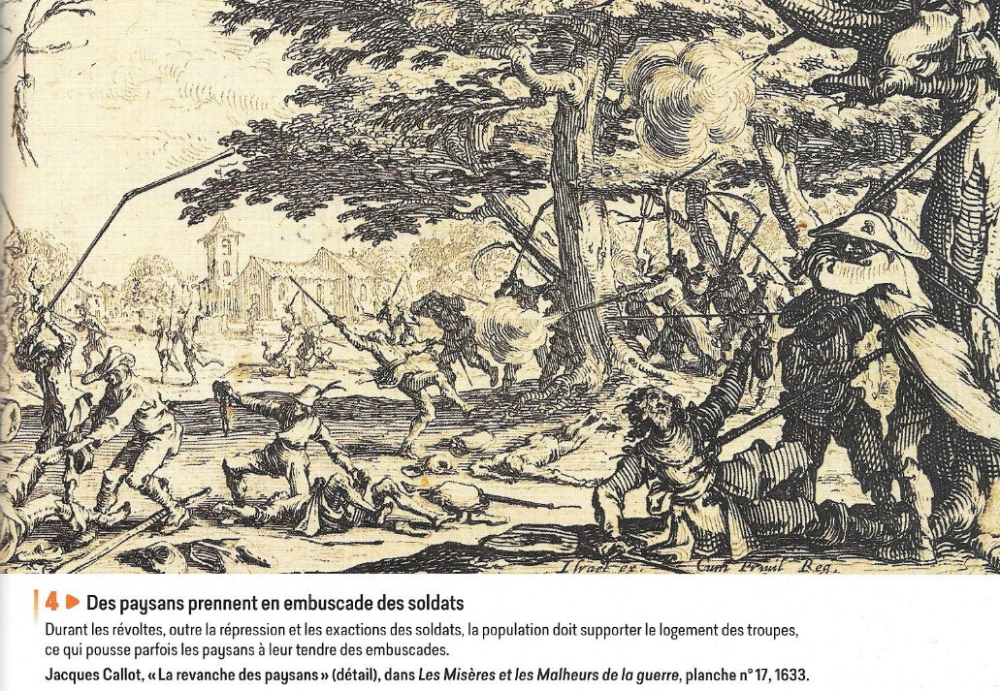 Israel ex. Cum Privil. Reg.
4 ▶ Des paysans prennent en embuscade des soldats
Durant les révoltes, outre la répression et les exactions des soldats, la population doit supporter le logement des troupes,
ce qui pousse parfois les paysans à leur tendre des embuscades.
Jacques Callot, « La revanche des paysans » (détail), dans Les Misères et les Malheurs de la guerre, planche n° 17, 1633.